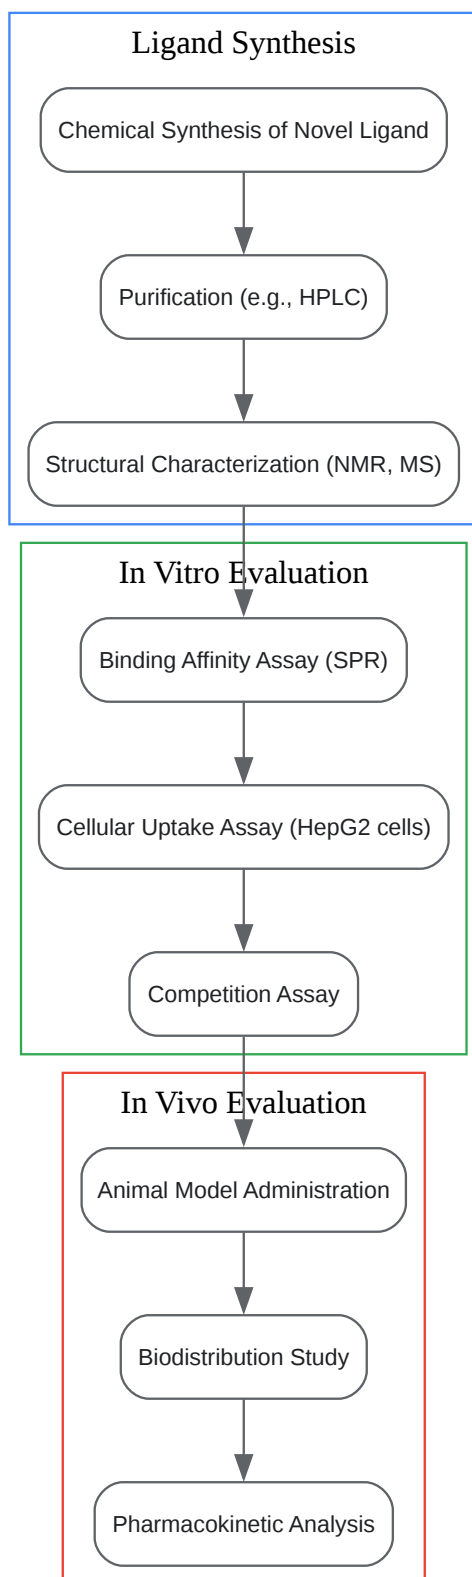 Ligand Synthesis
Chemical Synthesis of Novel Ligand
Purification (e.g., HPLC)
Structural Characterization (NMR, MS)
In Vitro Evaluation
Binding Affinity Assay (SPR)
Cellular Uptake Assay (HepG2 cells)
Competition Assay
In Vivo Evaluation
Animal Model Administration
Biodistribution Study
Pharmacokinetic Analysis